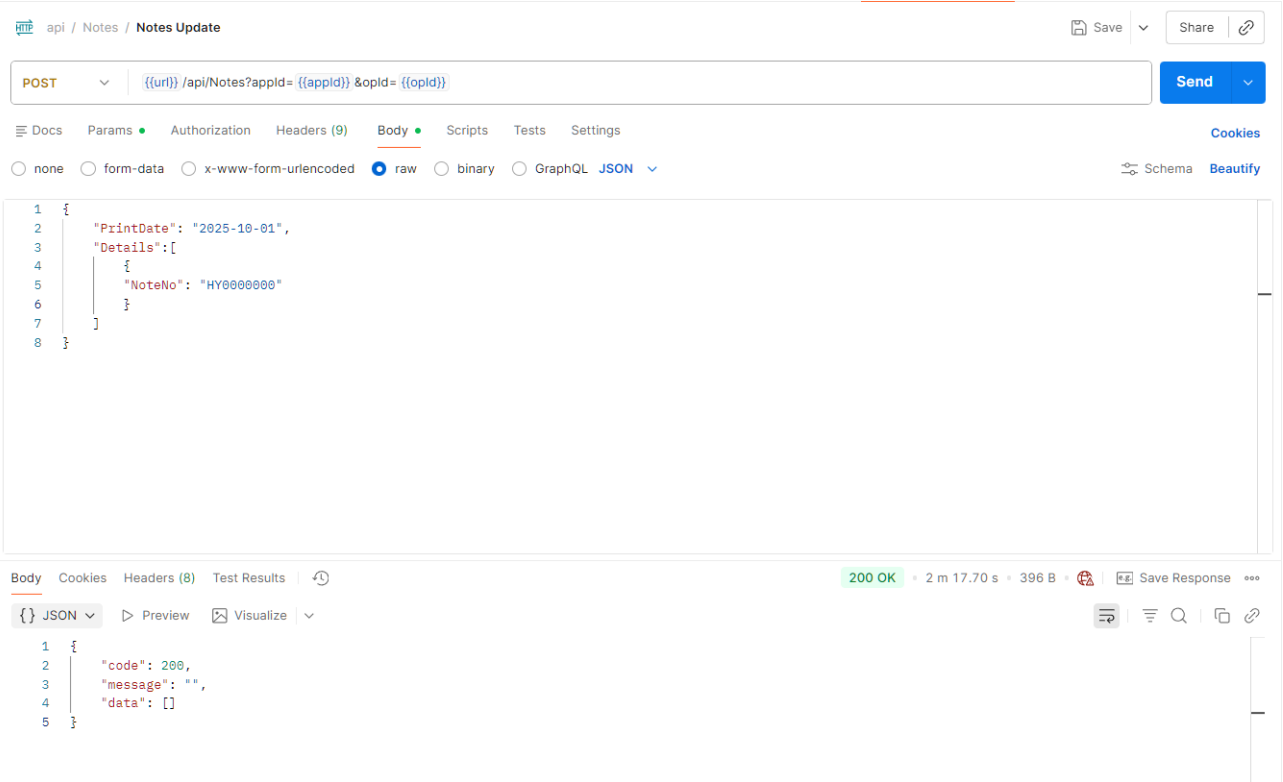 HTTP api / Notes / Notes Update Save Share
POST {{url}} /api/Notes?appId= {{appId}} &opId= {{opId}} Send
Docs Params Authorization Headers (9) Body Scripts Tests Settings Cookies
none form-data x-www-form-urlencoded raw binary GraphQL JSON Schema Beautify
1 {
2 "PrintDate": "2025-10-01",
3 "Details":[
4 {
5 "NoteNo": "HY0000000"
6 }
7 ]
8 }
Body Cookies Headers (8) Test Results 200 OK 2 m 17.70 s 396 B e.g. Save Response
{} JSON Preview Visualize
1 {
2 "code": 200,
3 "message": "",
4 "data": []
5 }